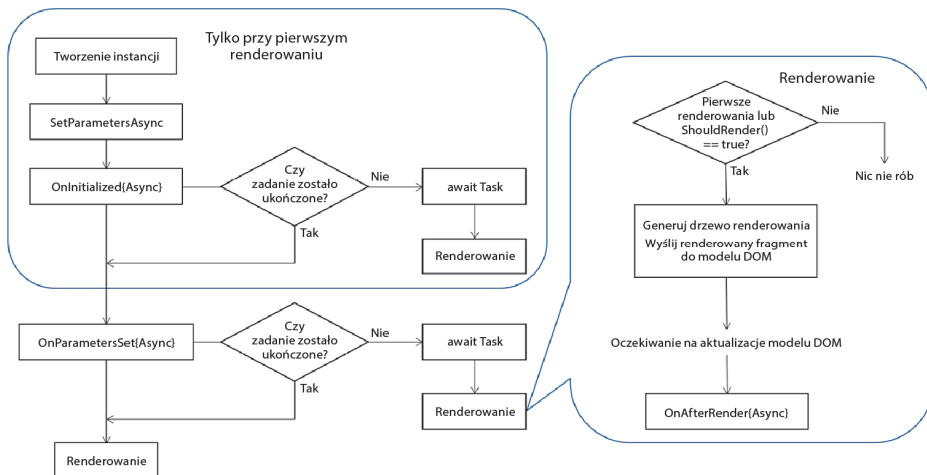 Tylko przy pierwszym
renderowaniu
Tworzenie instancji
SetParametersAsync
OnInitialized{Async}
Czy
zadanie zostało
ukończone?
Nie
await Task
Tak
Renderowanie
OnParametersSet{Async}
Czy
zadanie zostało
ukończone?
Nie
await Task
Tak
Renderowanie
Renderowanie
Renderowanie
Pierwsze
renderowania lub
ShouldRender()
== true?
Nie
Nic nie rób
Tak
Generuj drzewo renderowania
Wyślij renderowany fragment
do modelu DOM
Oczekiwanie na aktualizacje modelu DOM
OnAfterRender{Async}